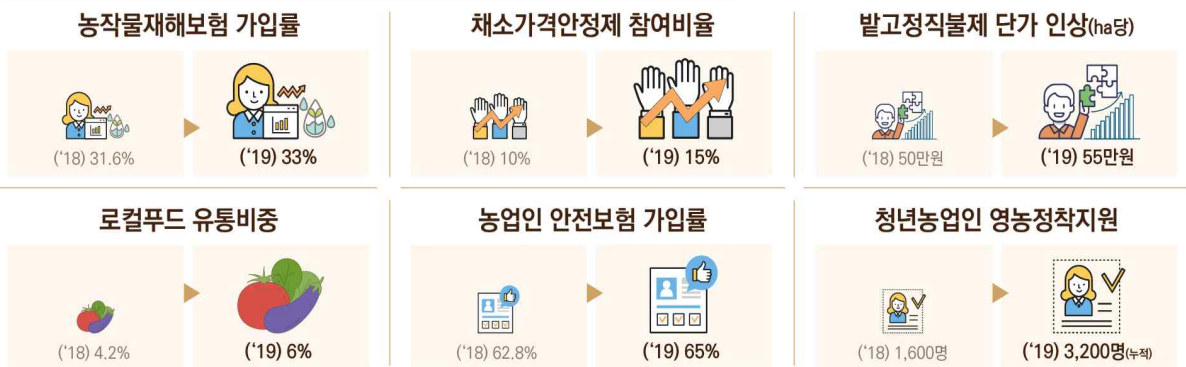 농작물재해보험 가입률
채소가격안정제 참여비율
밭고정직불제 단가 인상(ha당)
(‘18) 31.6%
(‘19) 33%
(‘18) 10%
(‘19) 15%
(‘18) 50만원
(‘19) 55만원
로컬푸드 유통비중
농업인 안전보험 가입률
청년농업인 영농정착지원
(‘18) 4.2%
(‘19) 6%
(‘18) 62.8%
(‘19) 65%
(‘18) 1,600명
(‘19) 3,200명(누적)